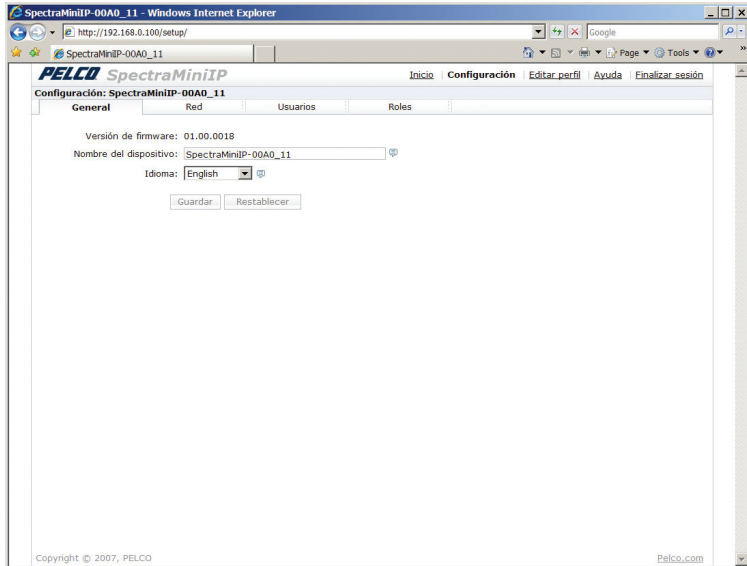 SpectraMiniIP-00A0_11 - Windows Internet Explorer
http://192.168.0.100/setup/
Google
SpectraMiniIP-00A0_11
Page Tools
PELCO SpectraMiniIP
Inicio Configuración Editar perfil Ayuda Finalizar sesión
Configuración: SpectraMiniIP-00A0_11
General Red Usuarios Roles
Versión de firmware: 01.00.0018
Nombre del dispositivo: SpectraMiniIP-00A0_11
Idioma: English
Guardar Restablecer
Copyright © 2007, PELCO Pelco.com